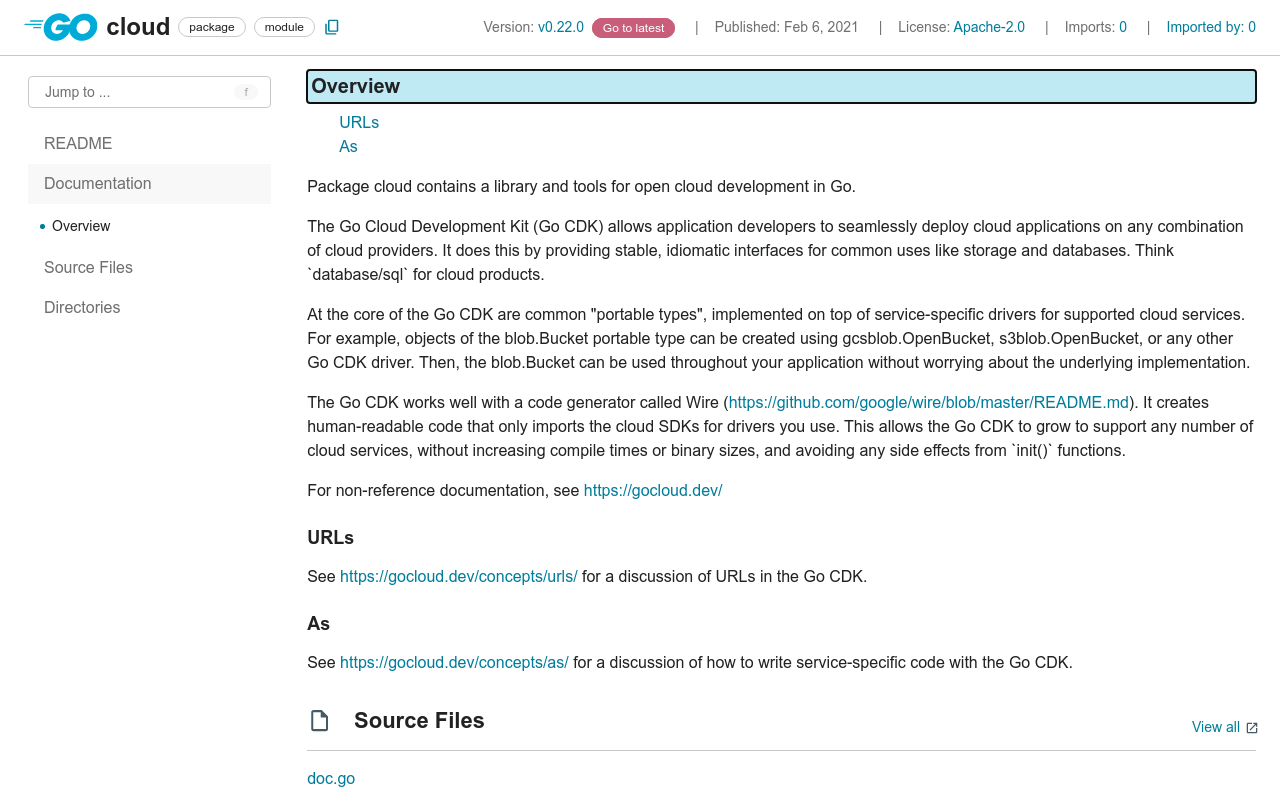 GO cloud package module Version: v0.22.0 Go to latest | Published: Feb 6, 2021 | License: Apache-2.0 | Imports: 0 | Imported by: 0
Jump to ... f
README
Documentation
Overview
Source Files
Directories
Overview
URLs
As
Package cloud contains a library and tools for open cloud development in Go.
The Go Cloud Development Kit (Go CDK) allows application developers to seamlessly deploy cloud applications on any combination
of cloud providers. It does this by providing stable, idiomatic interfaces for common uses like storage and databases. Think
`database/sql` for cloud products.
At the core of the Go CDK are common "portable types", implemented on top of service-specific drivers for supported cloud services.
For example, objects of the blob.Bucket portable type can be created using gcsblob.OpenBucket, s3blob.OpenBucket, or any other
Go CDK driver. Then, the blob.Bucket can be used throughout your application without worrying about the underlying implementation.
The Go CDK works well with a code generator called Wire (https://github.com/google/wire/blob/master/README.md). It creates
human-readable code that only imports the cloud SDKs for drivers you use. This allows the Go CDK to grow to support any number of
cloud services, without increasing compile times or binary sizes, and avoiding any side effects from `init()` functions.
For non-reference documentation, see https://gocloud.dev/
URLs
See https://gocloud.dev/concepts/urls/ for a discussion of URLs in the Go CDK.
As
See https://gocloud.dev/concepts/as/ for a discussion of how to write service-specific code with the Go CDK.
Source Files
View all
doc.go